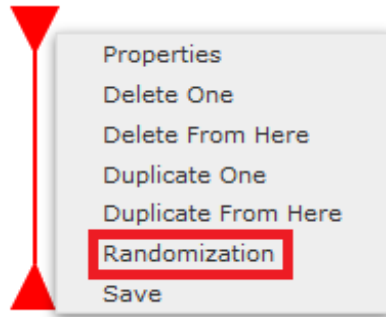 Properties
Delete One
Delete From Here
Duplicate One
Duplicate From Here
Randomization
Save